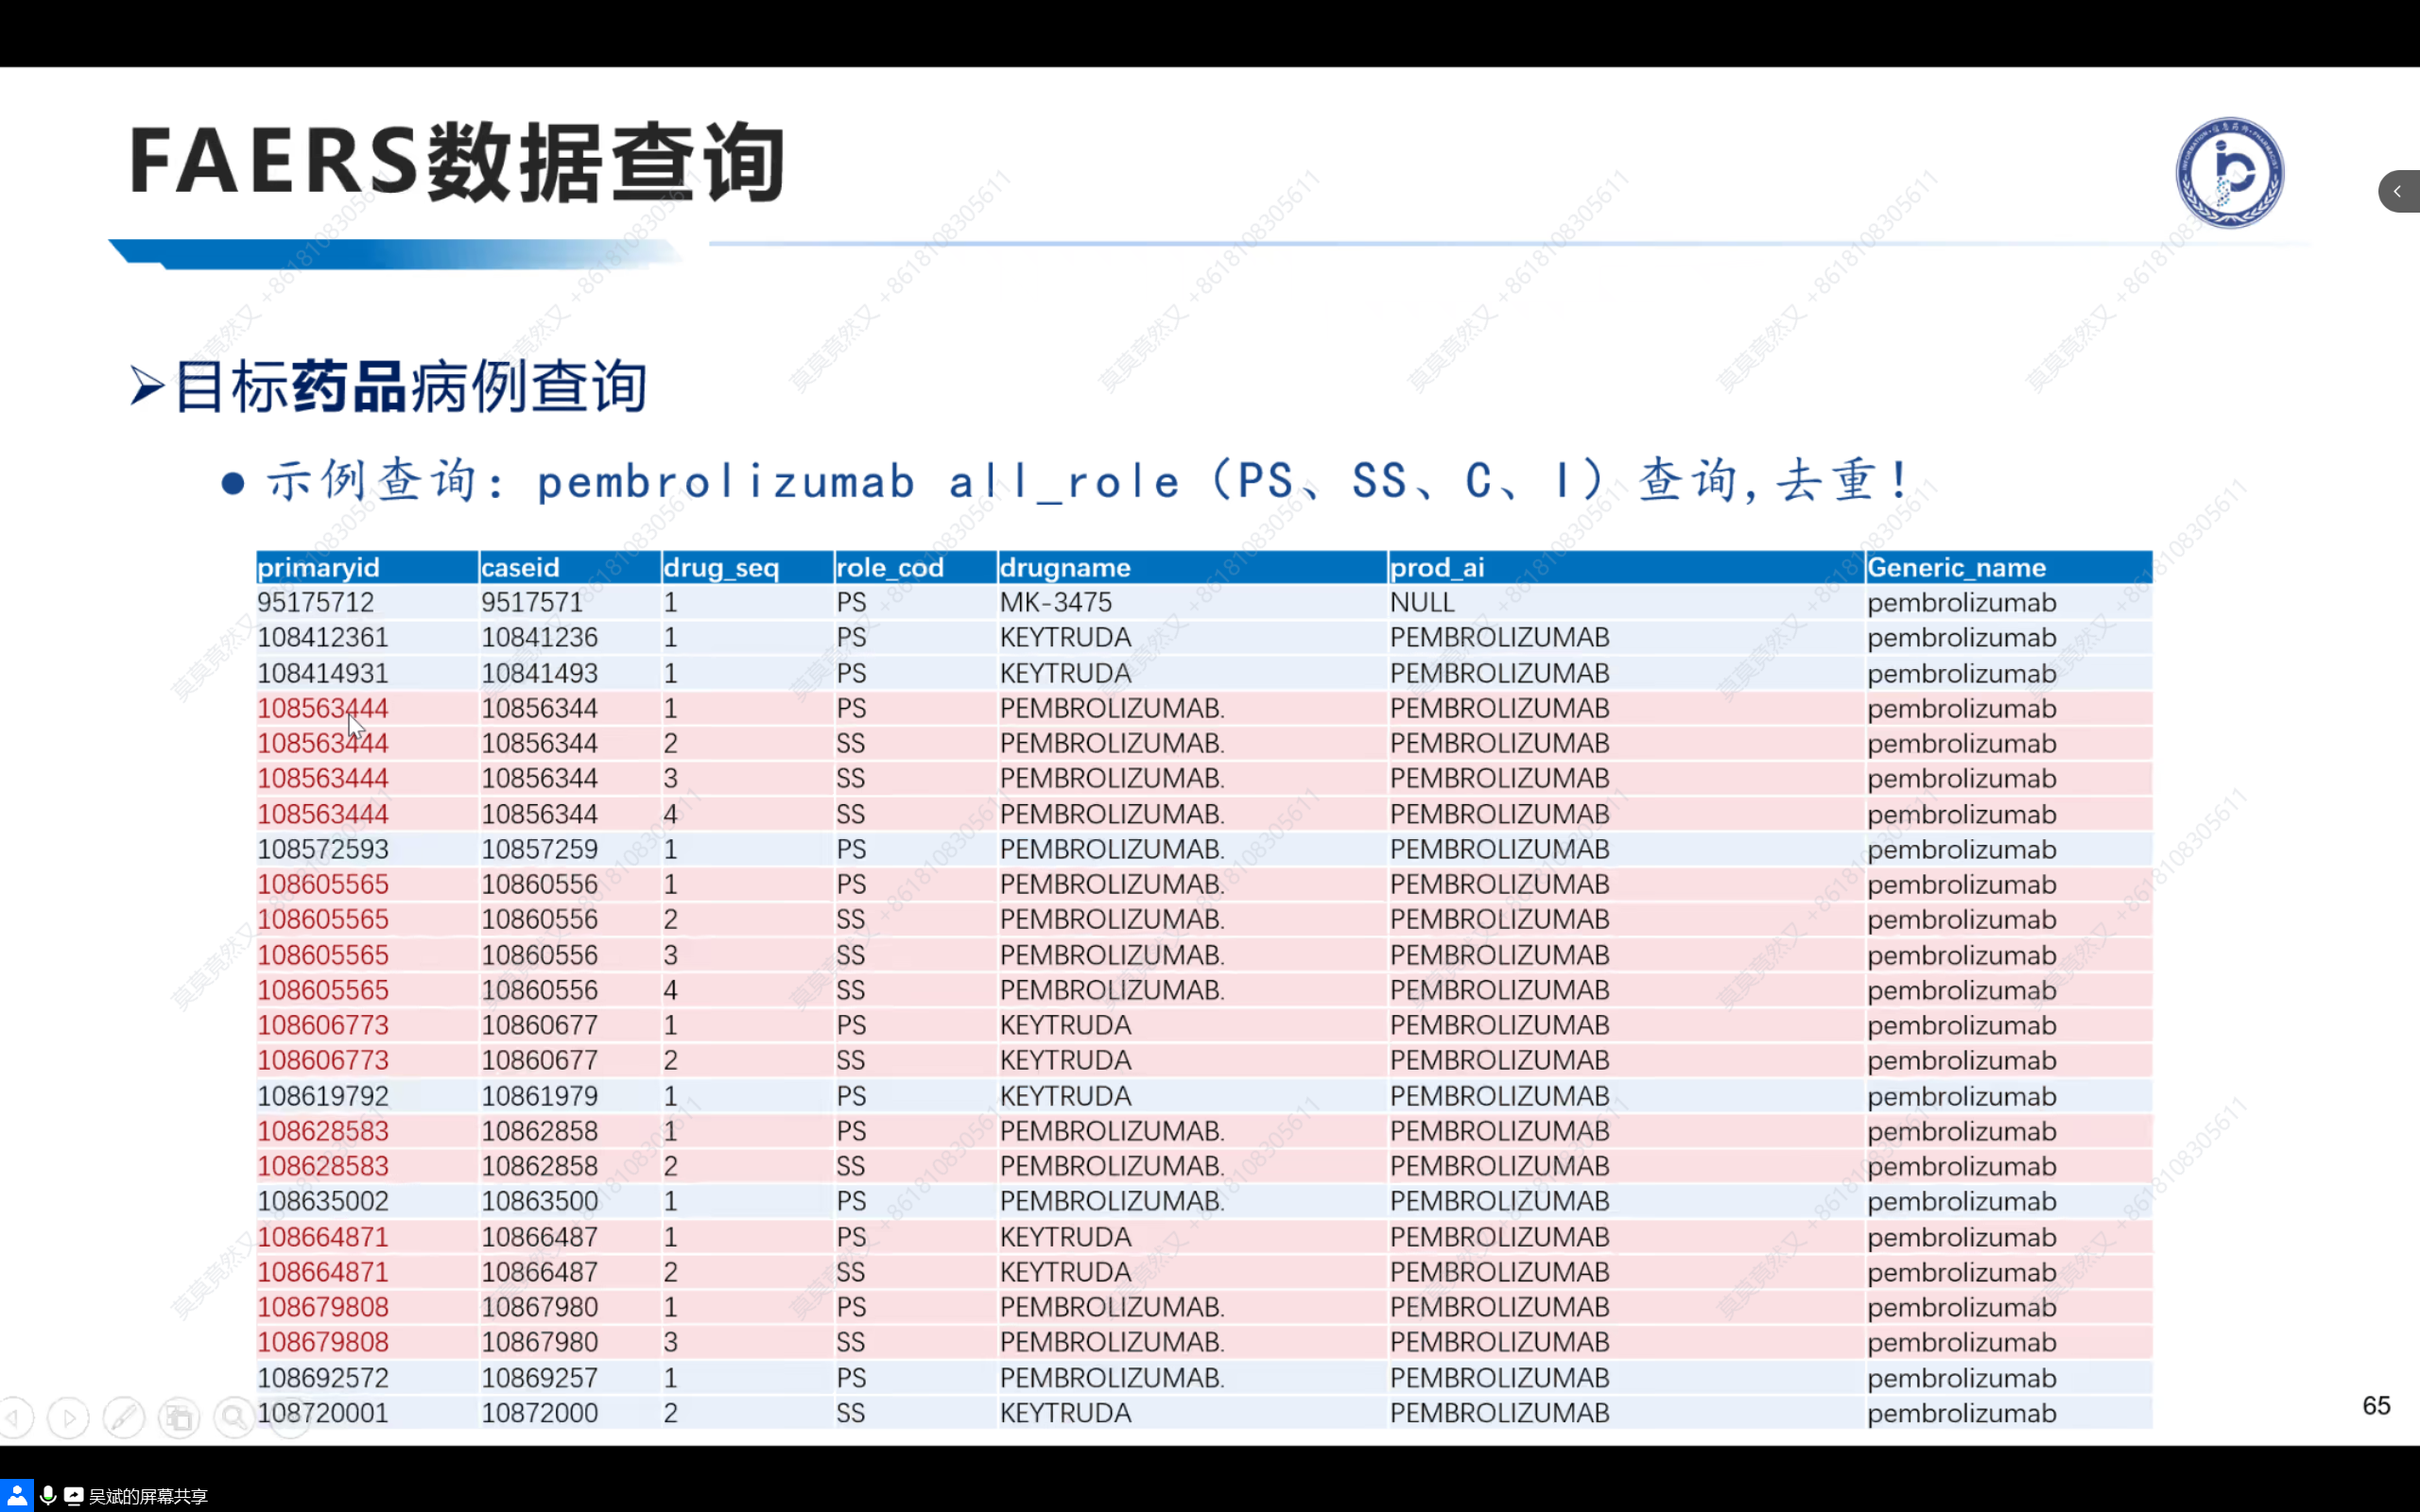 FAERS数据查询
➢目标药品病例查询
● 示例查询：pembrolizumab all_role（PS、SS、C、I）查询,去重！
primaryid caseid drug_seq role_cod drugname prod_ai Generic_name
95175712 9517571 1 PS MK-3475 NULL pembrolizumab
108412361 10841236 1 PS KEYTRUDA PEMBROLIZUMAB pembrolizumab
108414931 10841493 1 PS KEYTRUDA PEMBROLIZUMAB pembrolizumab
108563444 10856344 1 PS PEMBROLIZUMAB. PEMBROLIZUMAB pembrolizumab
108563444 10856344 2 SS PEMBROLIZUMAB. PEMBROLIZUMAB pembrolizumab
108563444 10856344 3 SS PEMBROLIZUMAB. PEMBROLIZUMAB pembrolizumab
108563444 10856344 4 SS PEMBROLIZUMAB. PEMBROLIZUMAB pembrolizumab
108572593 10857259 1 PS PEMBROLIZUMAB. PEMBROLIZUMAB pembrolizumab
108605565 10860556 1 PS PEMBROLIZUMAB. PEMBROLIZUMAB pembrolizumab
108605565 10860556 2 SS PEMBROLIZUMAB. PEMBROLIZUMAB pembrolizumab
108605565 10860556 3 SS PEMBROLIZUMAB. PEMBROLIZUMAB pembrolizumab
108605565 10860556 4 SS PEMBROLIZUMAB. PEMBROLIZUMAB pembrolizumab
108606773 10860677 1 PS KEYTRUDA PEMBROLIZUMAB pembrolizumab
108606773 10860677 2 SS KEYTRUDA PEMBROLIZUMAB pembrolizumab
108619792 10861979 1 PS KEYTRUDA PEMBROLIZUMAB pembrolizumab
108628583 10862858 1 PS PEMBROLIZUMAB. PEMBROLIZUMAB pembrolizumab
108628583 10862858 2 SS PEMBROLIZUMAB. PEMBROLIZUMAB pembrolizumab
108635002 10863500 1 PS PEMBROLIZUMAB. PEMBROLIZUMAB pembrolizumab
108664871 10866487 1 PS KEYTRUDA PEMBROLIZUMAB pembrolizumab
108664871 10866487 2 SS KEYTRUDA PEMBROLIZUMAB pembrolizumab
108679808 10867980 1 PS PEMBROLIZUMAB. PEMBROLIZUMAB pembrolizumab
108679808 10867980 3 SS PEMBROLIZUMAB. PEMBROLIZUMAB pembrolizumab
108692572 10869257 1 PS PEMBROLIZUMAB. PEMBROLIZUMAB pembrolizumab
108720001 10872000 2 SS KEYTRUDA PEMBROLIZUMAB pembrolizumab
65
吴斌的屏幕共享
莫莫竟然又 +8618108305611